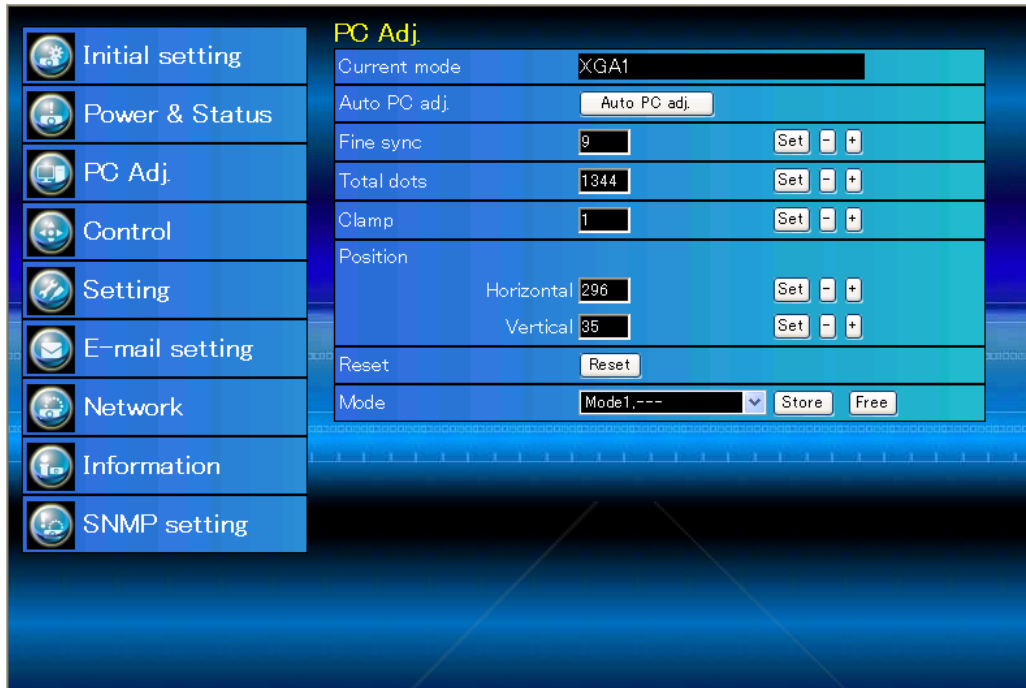 Initial setting
Power & Status
PC Adj.
Control
Setting
E-mail setting
Network
Information
SNMP setting
PC Adj.
Current mode XGA1
Auto PC adj. Auto PC adj.
Fine sync 9 Set - +
Total dots 1344 Set - +
Clamp 1 Set - +
Position
Horizontal 296 Set - +
Vertical 35 Set - +
Reset Reset
Mode Mode1,--- Store Free